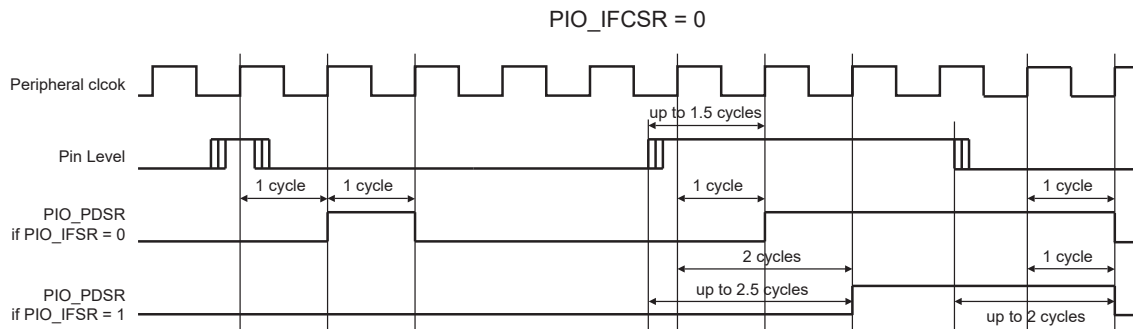 PIO_IFCSR = 0
Peripheral clcok
up to 1.5 cycles
Pin Level
1 cycle
1 cycle
1 cycle
1 cycle
PIO_PDSR
if PIO_IFSR = 0
2 cycles
1 cycle
PIO_PDSR
if PIO_IFSR = 1
up to 2.5 cycles
up to 2 cycles